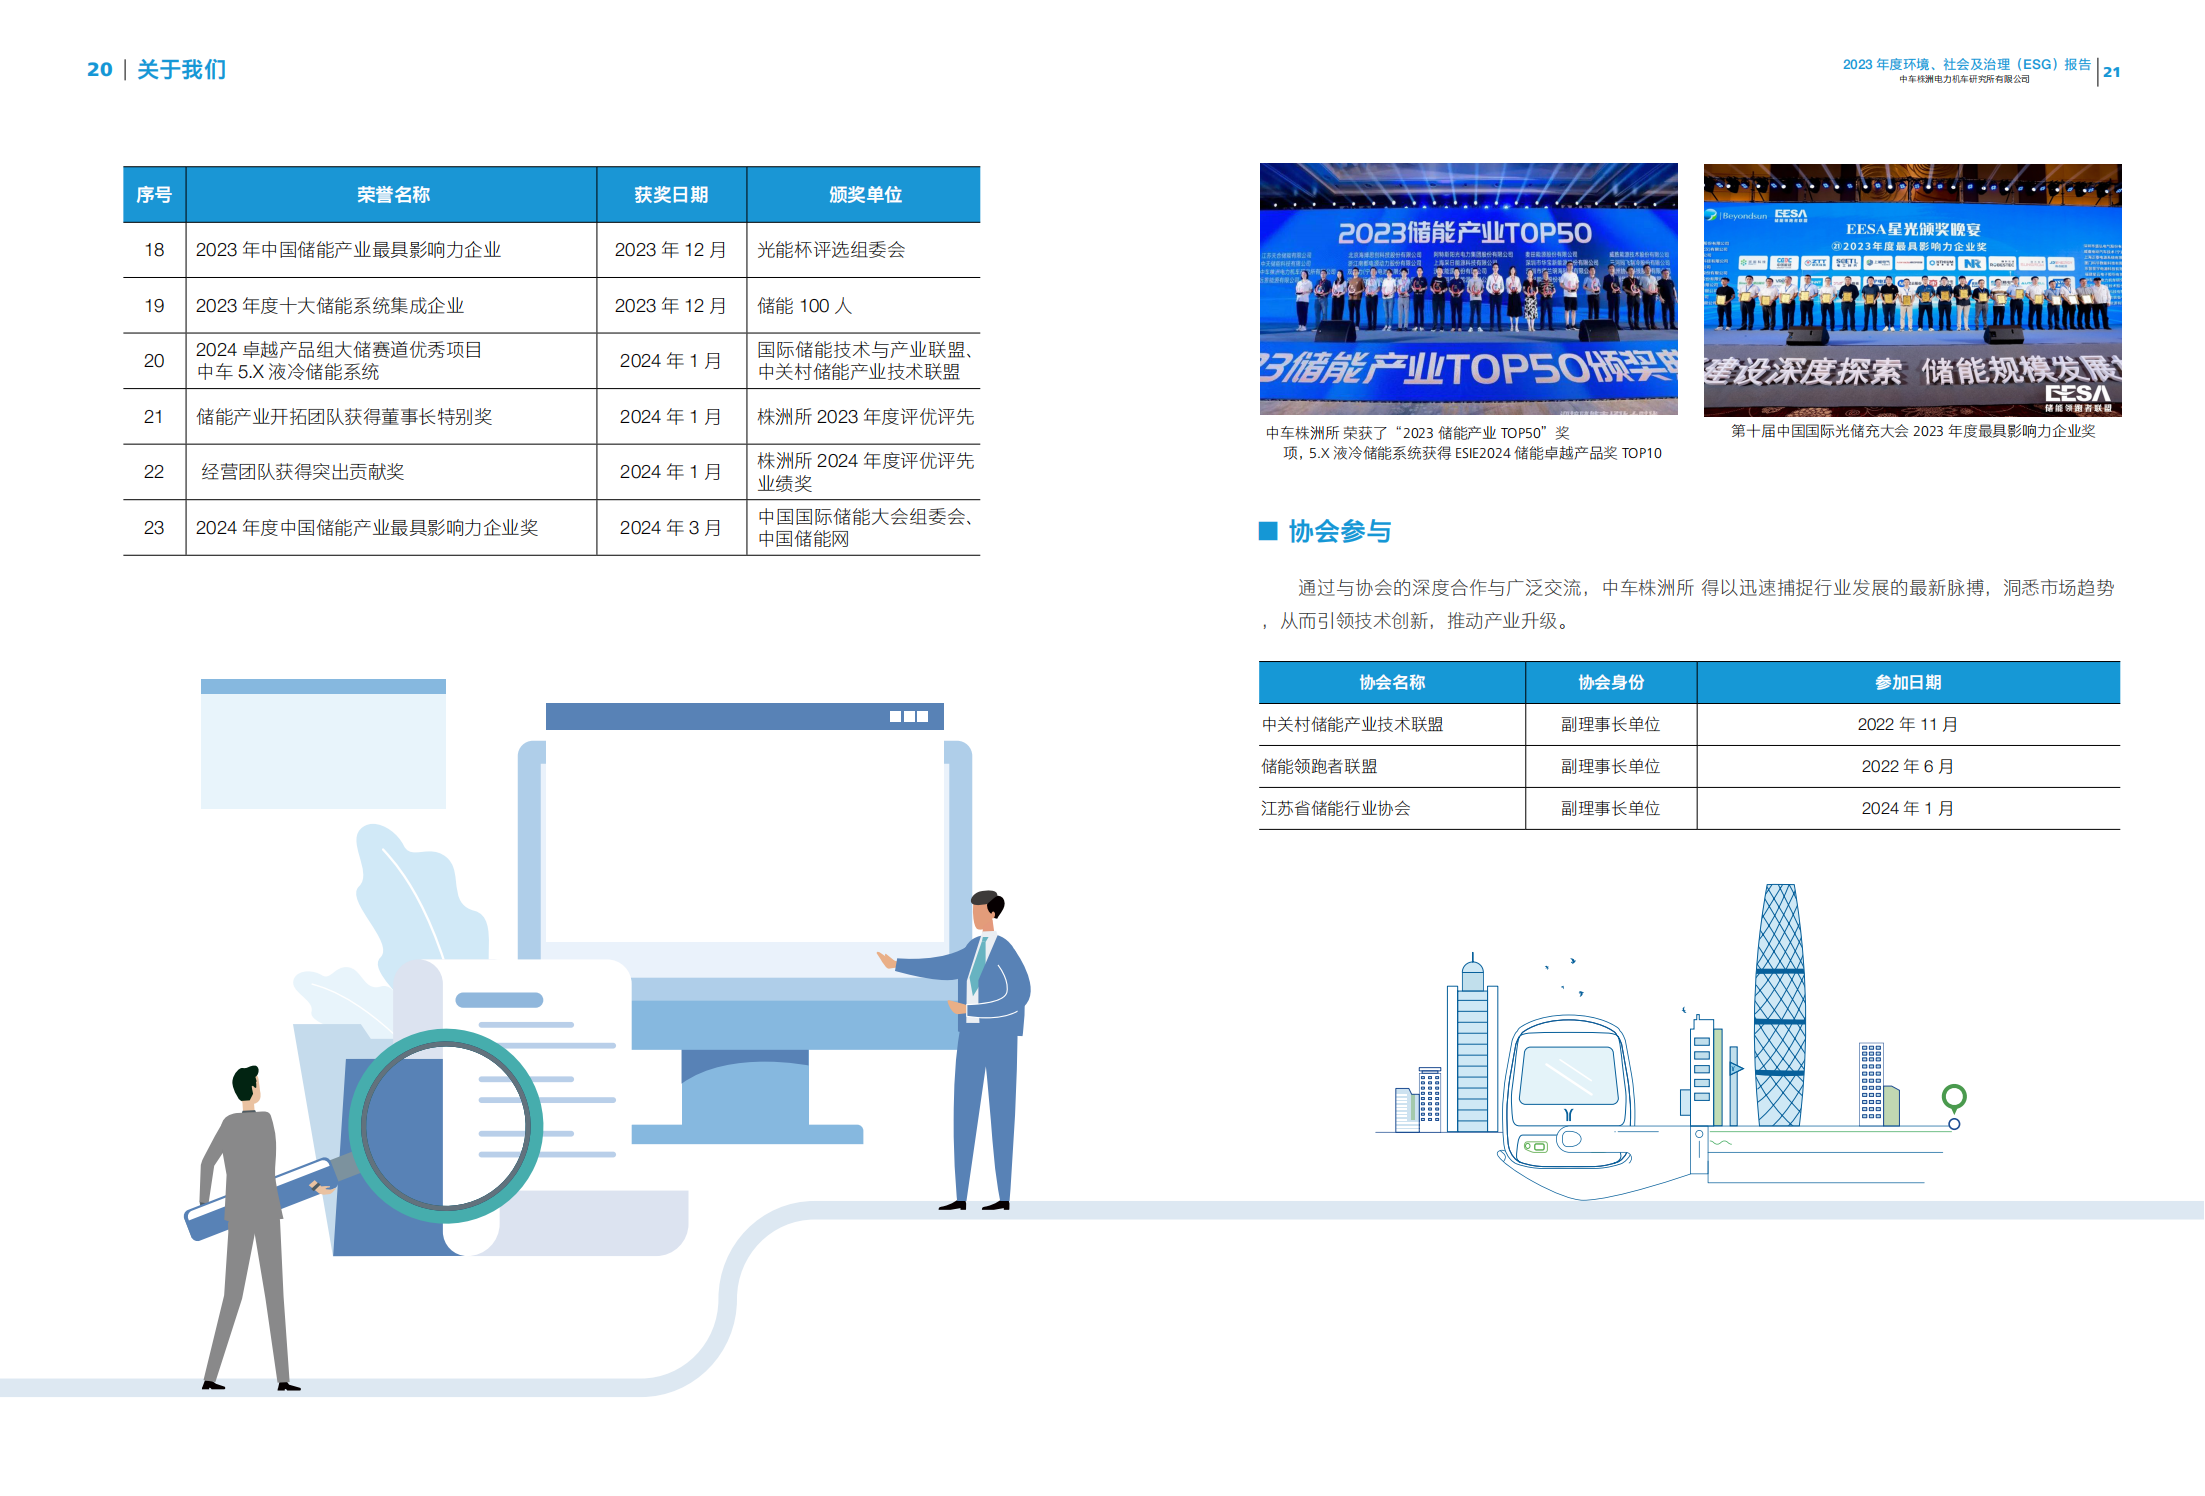 20 关于我们
序号 荣誉名称 获奖日期 颁奖单位
18 2023 年中国储能产业最具影响力企业 2023 年 12 月 光能杯评选组委会
19 2023 年度十大储能系统集成企业 2023 年 12 月 储能 100 人
20 2024 卓越产品组大储赛道优秀项目
中车 5.X 液冷储能系统 2024 年 1 月 国际储能技术与产业联盟、
中关村储能产业技术联盟
21 储能产业开拓团队获得董事长特别奖 2024 年 1 月 株洲所 2023 年度评优评先
22 经营团队获得突出贡献奖 2024 年 1 月 株洲所 2024 年度评优评先
业绩奖
23 2024 年度中国储能产业最具影响力企业奖 2024 年 3 月 中国国际储能大会组委会、
中国储能网
2023 年度环境、社会及治理（ESG）报告 21
中车株洲电力机车研究所有限公司
2023储能产业TOP50
23储能产业TOP50颁奖
中车株洲所 荣获了“2023 储能产业 TOP50”奖
项，5.X 液冷储能系统获得 ESIE2024 储能卓越产品奖 TOP10
Beyondsun EESA
EESA星光颁奖晚宴
2023年度最具影响力企业奖
建设深度探索 储能规模发展
EESA
储能领跑者联盟
第十届中国国际光储充大会 2023 年度最具影响力企业奖
协会参与
通过与协会的深度合作与广泛交流，中车株洲所 得以迅速捕捉行业发展的最新脉搏，洞悉市场趋势
，从而引领技术创新，推动产业升级。
协会名称 协会身份 参加日期
中关村储能产业技术联盟 副理事长单位 2022 年 11 月
储能领跑者联盟 副理事长单位 2022 年 6 月
江苏省储能行业协会 副理事长单位 2024 年 1 月